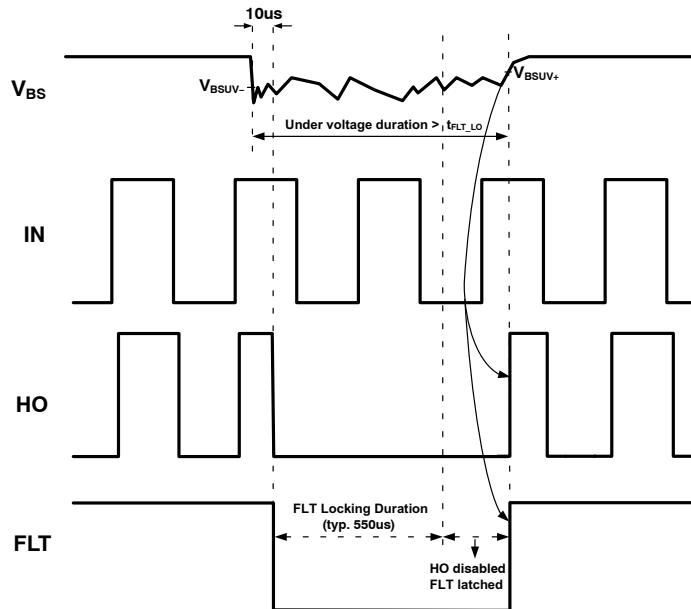 10us
VBS
VBSUV–
VBSUV+
Under voltage duration > tFLT_LO
IN
HO
FLT Locking Duration
(typ. 550us)
FLT
HO disabled
FLT latched